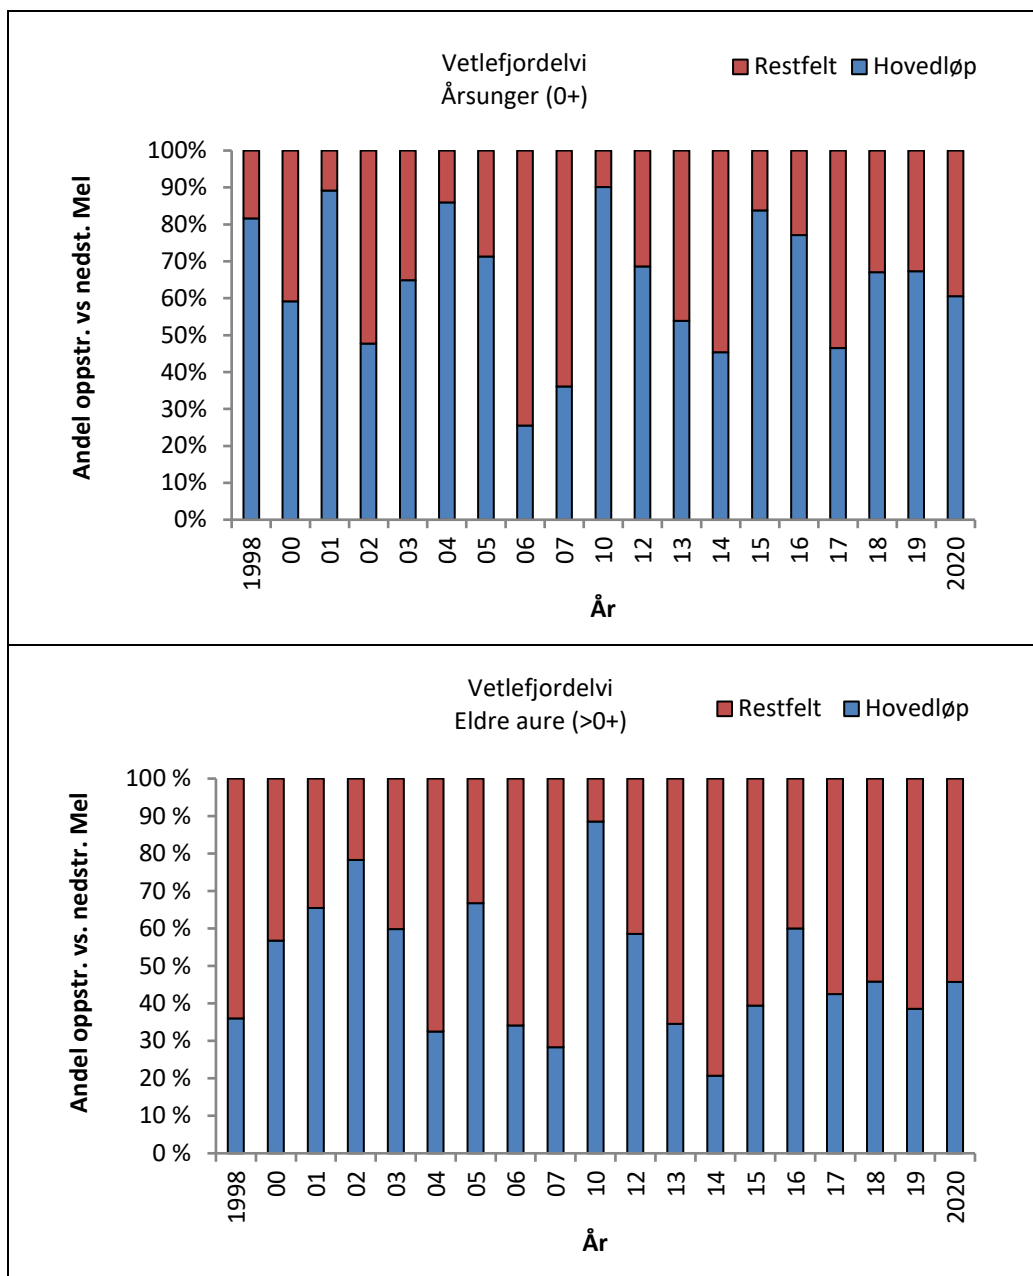 Vetlefjordelvi
Årsunger (0+)
Restfelt Hovedløp
Andel oppstr. vs nedst. Mel
100%
90%
80%
70%
60%
50%
40%
30%
20%
10%
0%
1998 00 01 02 03 04 05 06 07 10 12 13 14 15 16 17 18 19 2020
År
Vetlefjordelvi
Eldre aure (>0+)
Restfelt Hovedløp
Andel oppstr. vs. nedstr. Mel
100 %
90 %
80 %
70 %
60 %
50 %
40 %
30 %
20 %
10 %
0 %
1998 00 01 02 03 04 05 06 07 10 12 13 14 15 16 17 18 19 2020
År